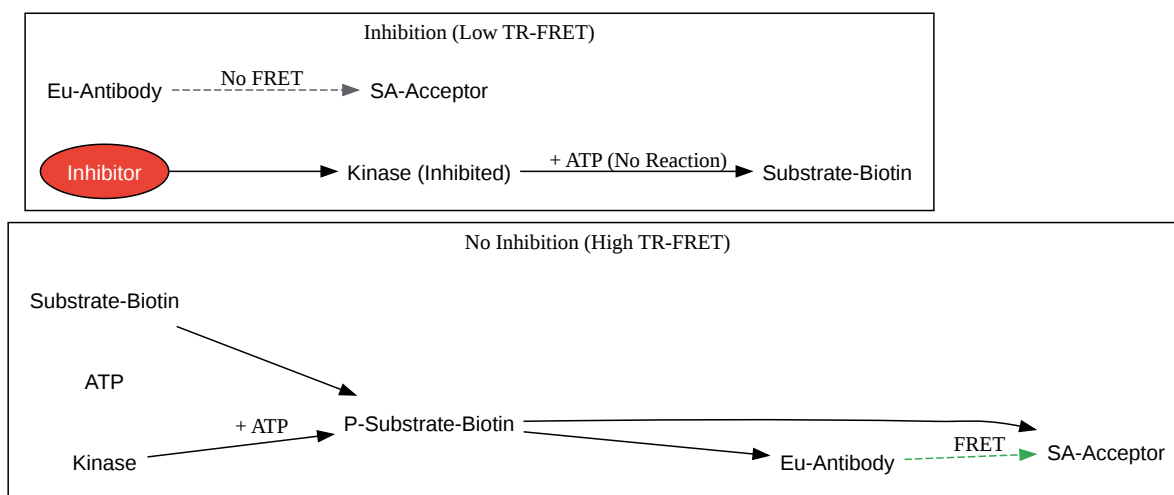 Inhibition (Low TR-FRET)
Eu-Antibody
No FRET
SA-Acceptor
Inhibitor
Kinase (Inhibited)
+ ATP (No Reaction)
Substrate-Biotin
No Inhibition (High TR-FRET)
Substrate-Biotin
ATP
Kinase
+ ATP
P-Substrate-Biotin
Eu-Antibody
FRET
SA-Acceptor